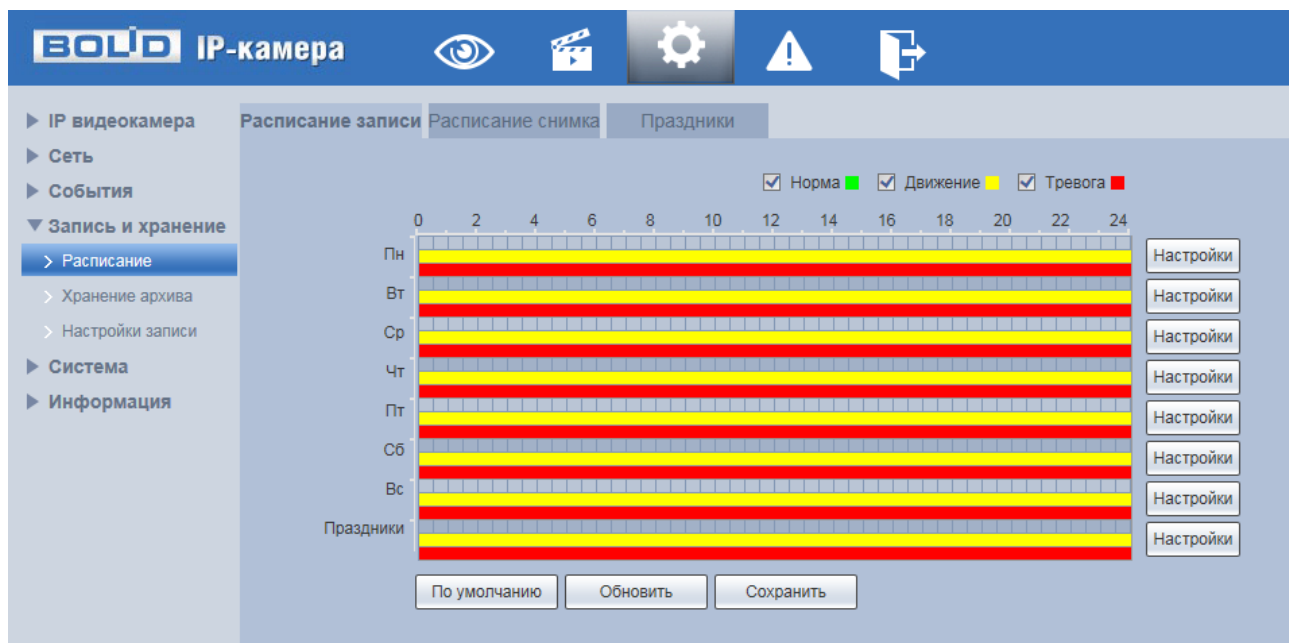 BOLID IP-камера
IP видеокамера
Сеть
События
Запись и хранение
Расписание
Хранение архива
Настройки записи
Система
Информация
Расписание записи Расписание снимка Праздники
Норма Движение Тревога
0 2 4 6 8 10 12 14 16 18 20 22 24
Пн Настройки
Вт Настройки
Ср Настройки
Чт Настройки
Пт Настройки
Сб Настройки
Вс Настройки
Праздники Настройки
По умолчанию Обновить Сохранить